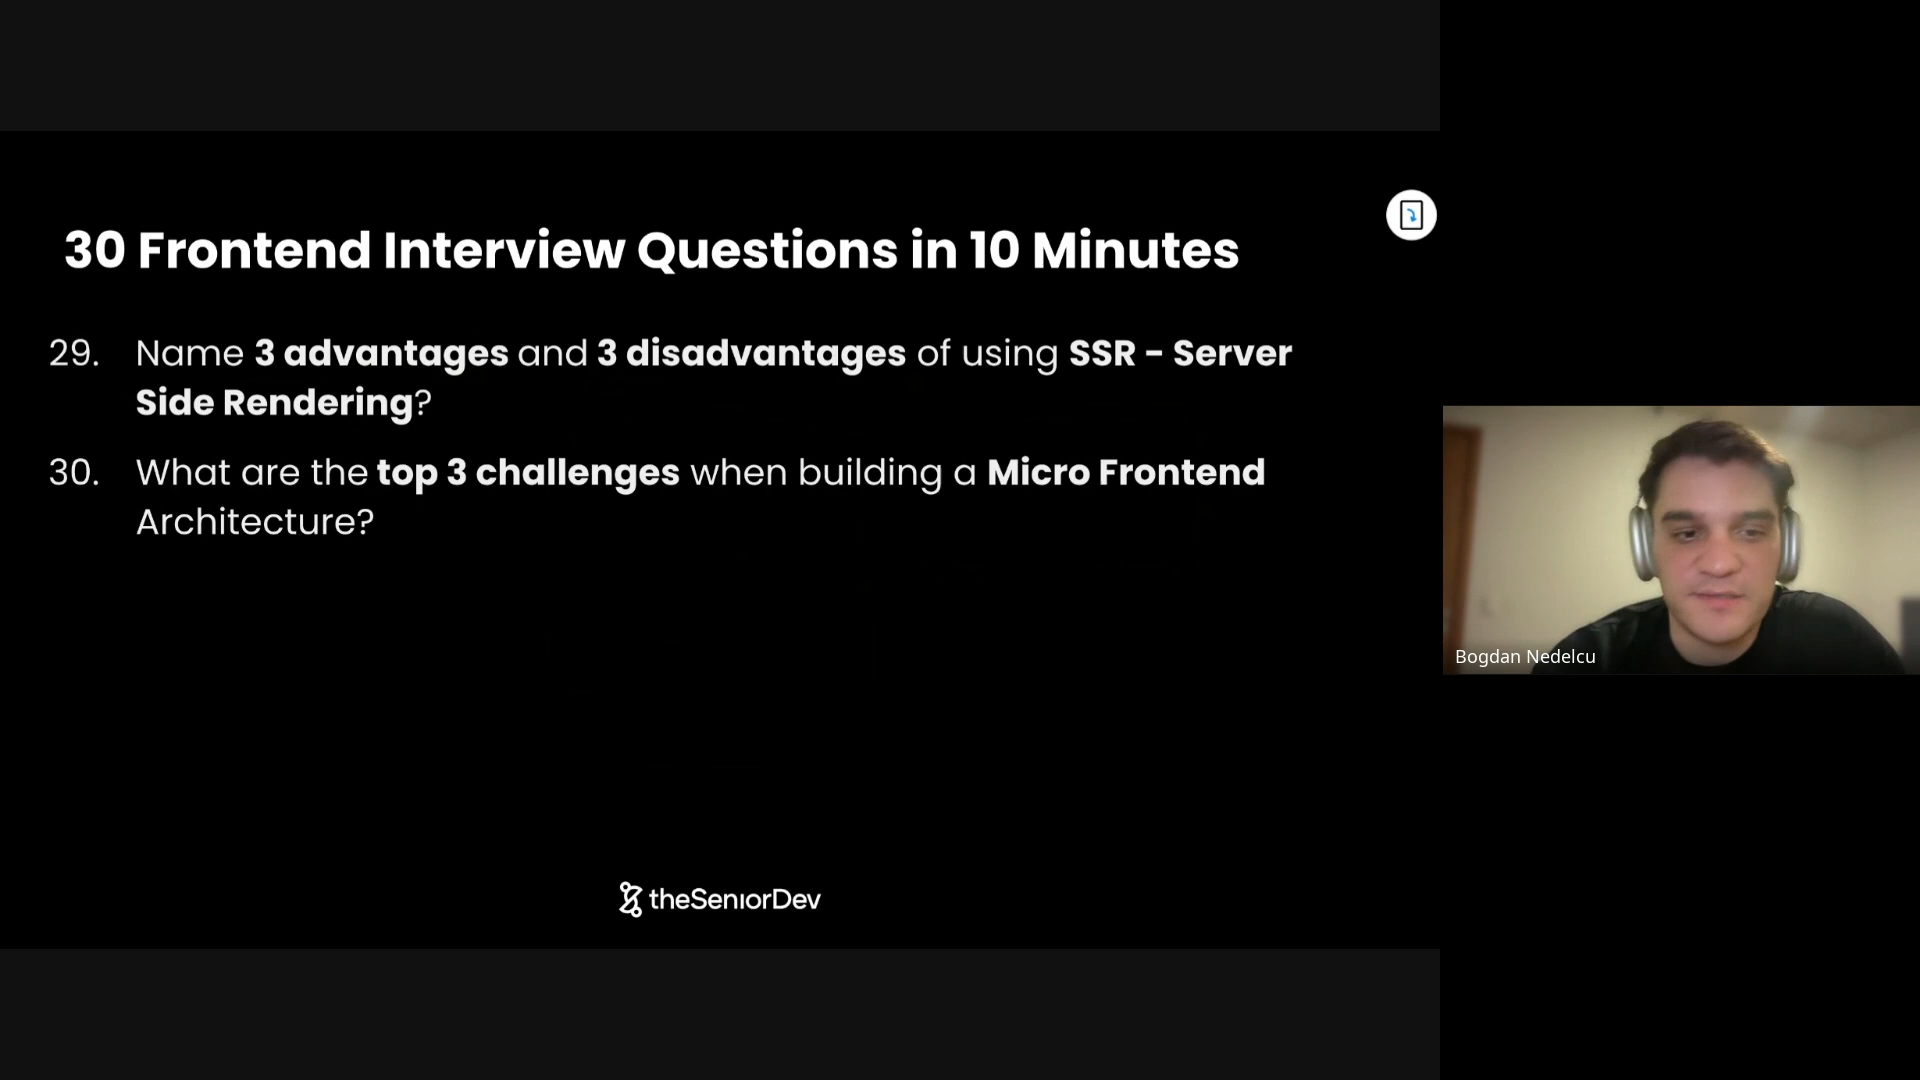 30 Frontend Interview Questions in 10 Minutes
29. Name 3 advantages and 3 disadvantages of using SSR - Server
Side Rendering?
30. What are the top 3 challenges when building a Micro Frontend
Architecture?
Bogdan Nedelcu
theSeniorDev